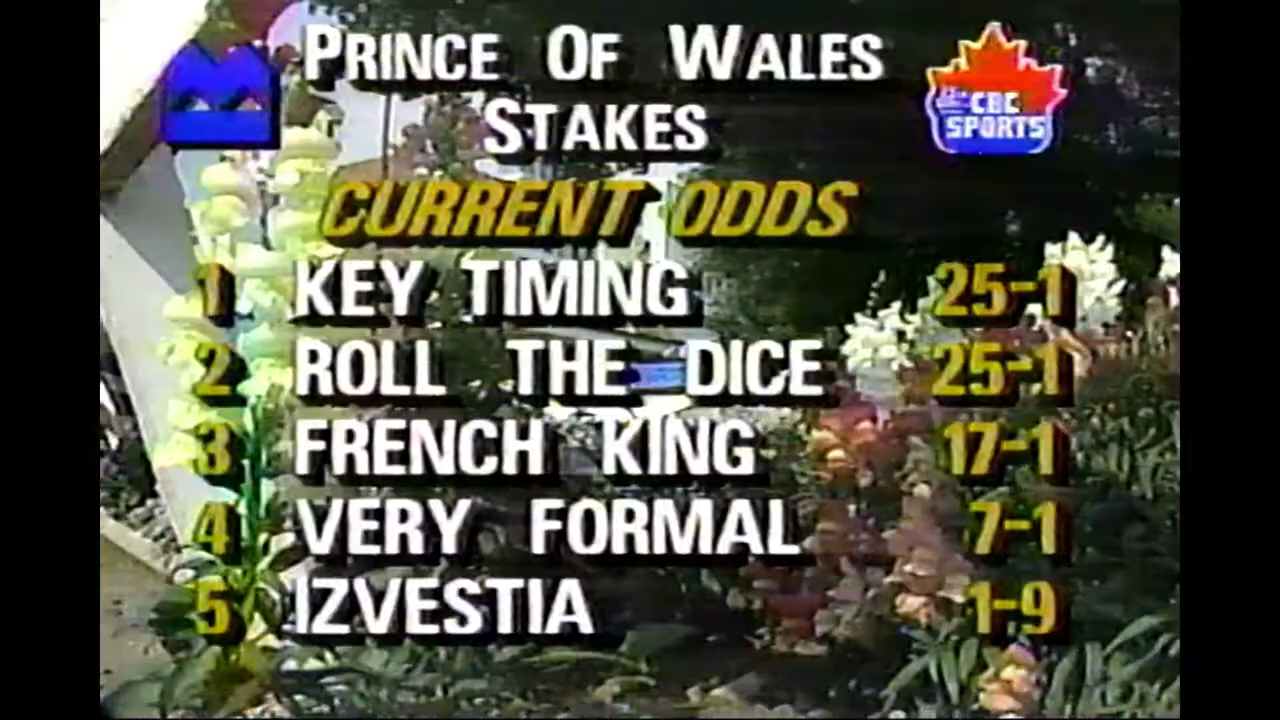 PRINCE OF WALES
STAKES
CBC
SPORTS
CURRENT ODDS
1 KEY TIMING 25-1
2 ROLL THE DICE 25-1
3 FRENCH KING 17-1
4 VERY FORMAL 7-1
5 IZVESTIA 1-9